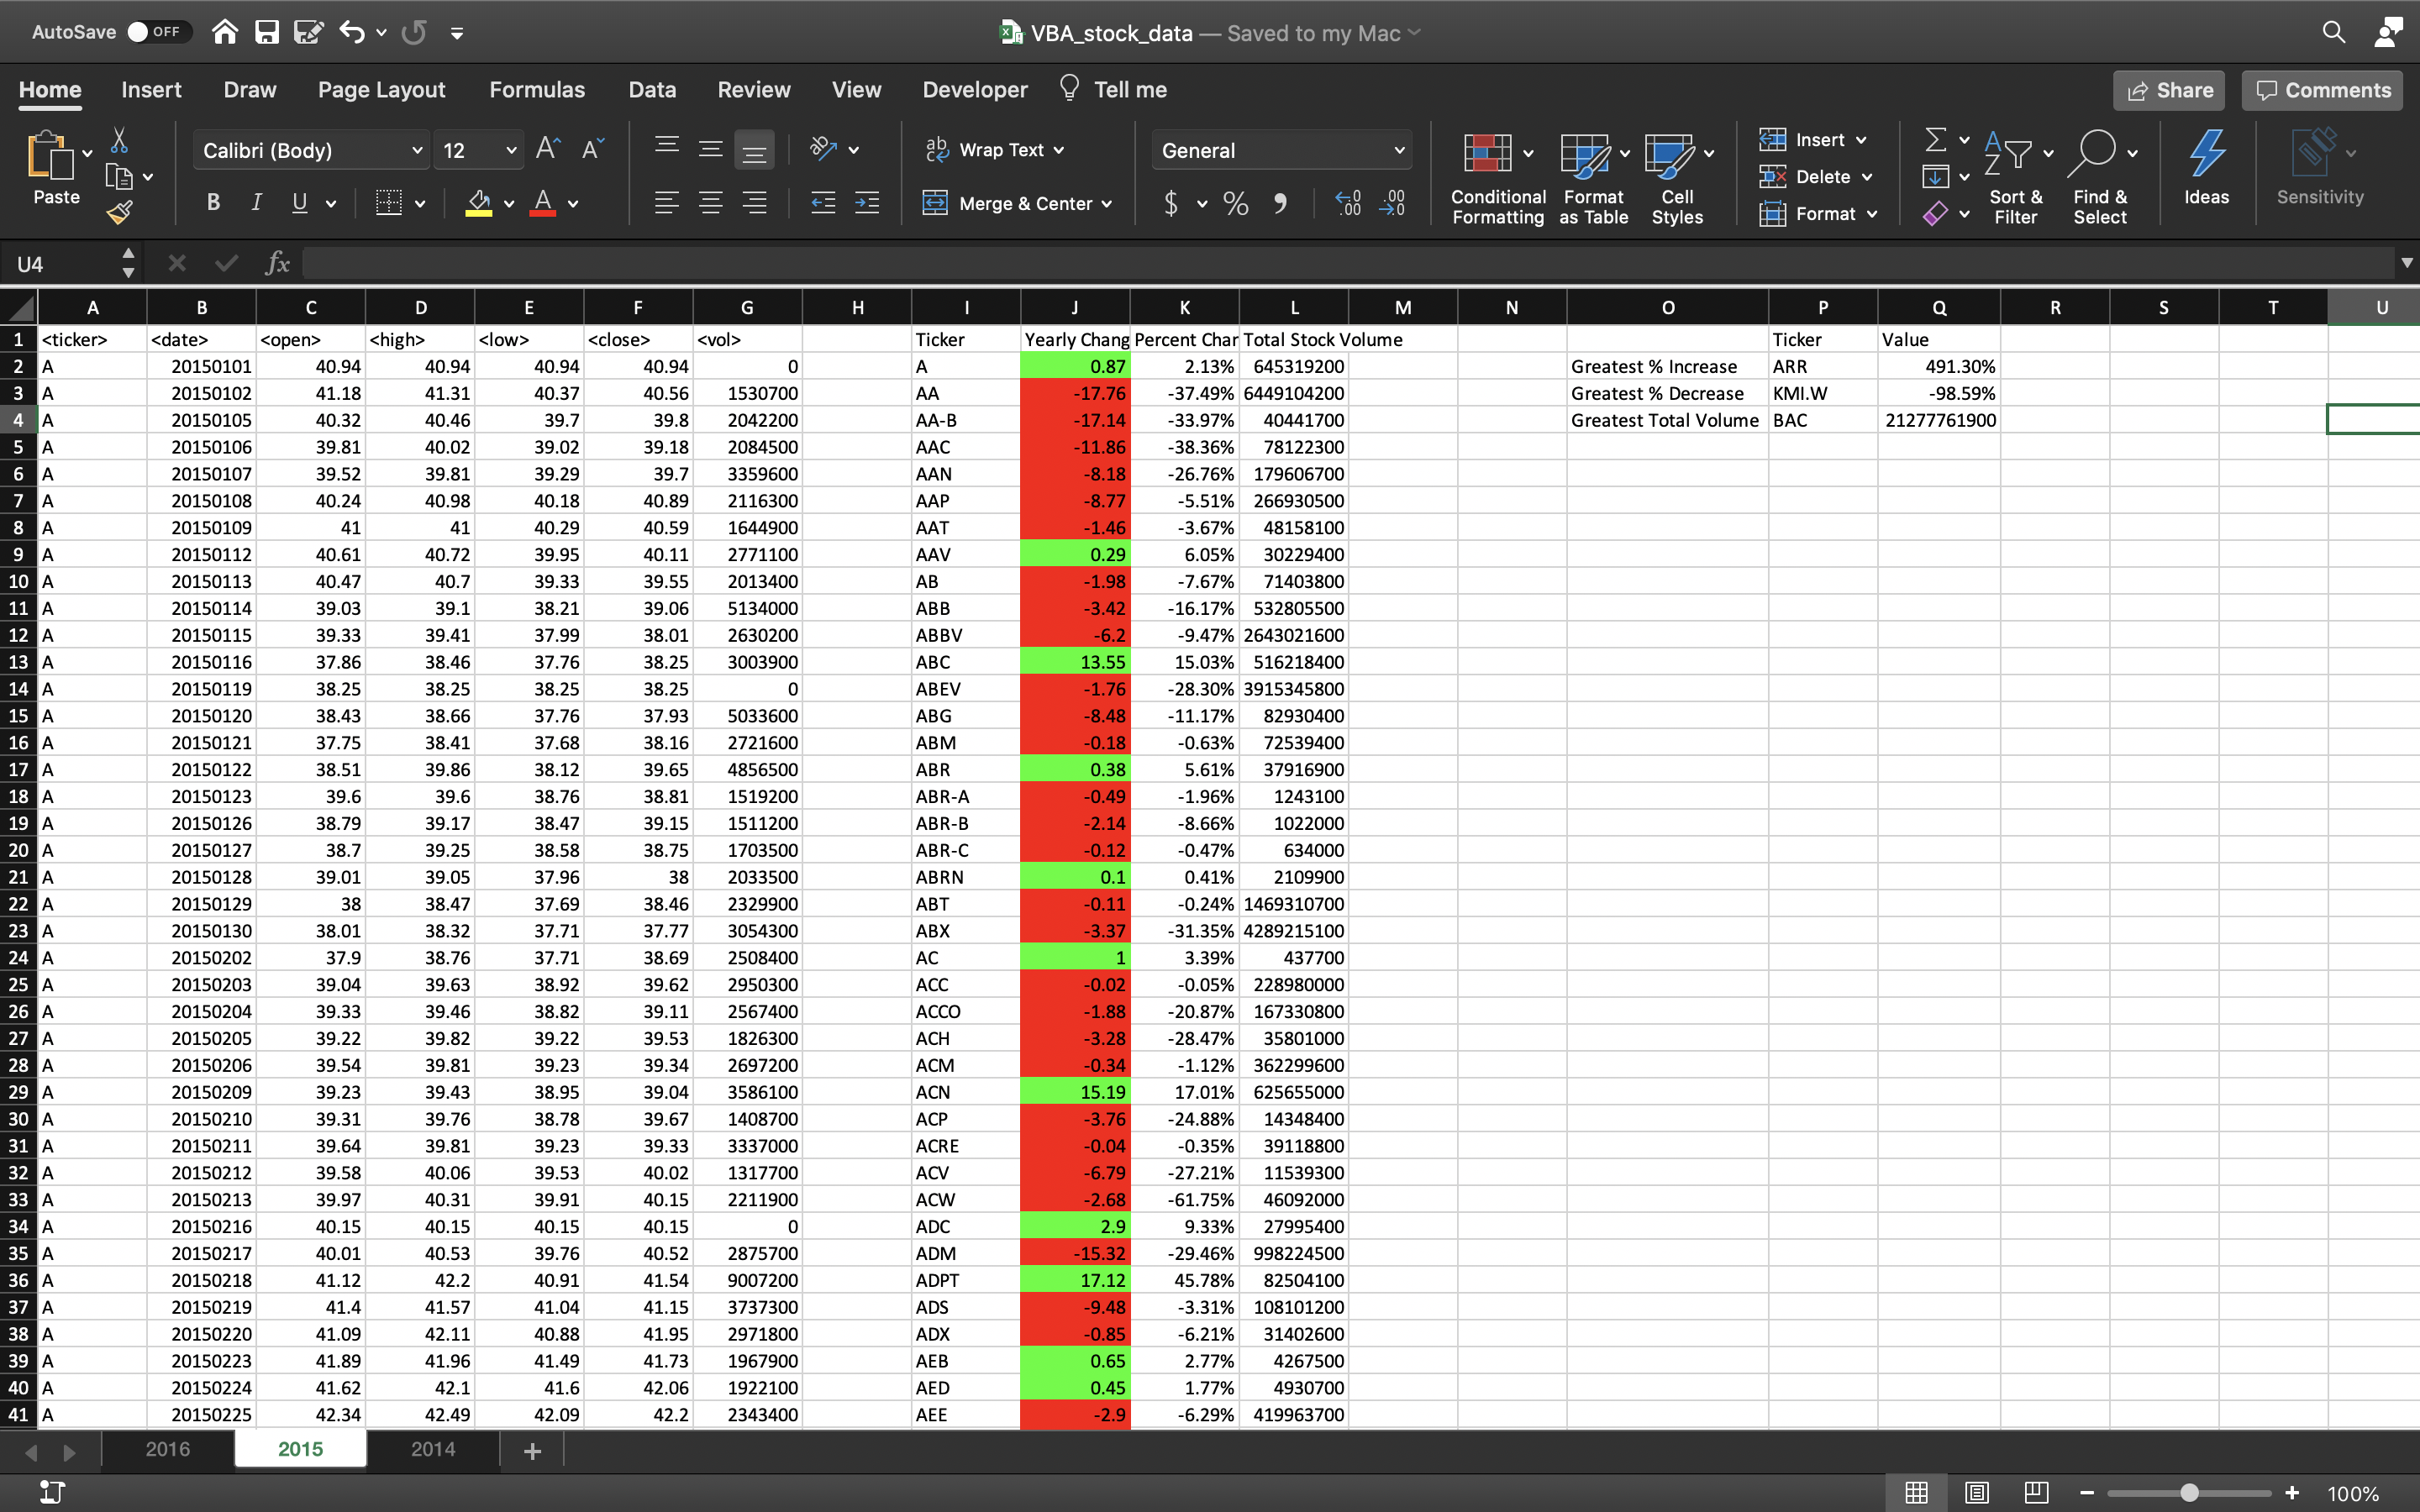 AutoSave OFF VBA_stock_data — Saved to my Mac
Home Insert Draw Page Layout Formulas Data Review View Developer Tell me Share Comments
Paste Calibri (Body) 12 Wrap Text General Conditional Formatting Format as Table Cell Styles Insert Delete Format Sort & Filter Find & Select Ideas Sensitivity
B I U Merge & Center $ %
U4 fx
A B C D E F G H I J K L M N O P Q R S T U
1 <ticker> <date> <open> <high> <low> <close> <vol> Ticker Yearly Chang Percent Char Total Stock Volume Ticker Value
2 A 20150101 40.94 40.94 40.94 40.94 0 A 0.87 2.13% 645319200 Greatest % Increase ARR 491.30%
3 A 20150102 41.18 41.31 40.37 40.56 1530700 AA -17.76 -37.49% 6449104200 Greatest % Decrease KMI.W -98.59%
4 A 20150105 40.32 40.46 39.7 39.8 2042200 AA-B -17.14 -33.97% 40441700 Greatest Total Volume BAC 21277761900
5 A 20150106 39.81 40.02 39.02 39.18 2084500 AAC -11.86 -38.36% 78122300
6 A 20150107 39.52 39.81 39.29 39.7 3359600 AAN -8.18 -26.76% 179606700
7 A 20150108 40.24 40.98 40.18 40.89 2116300 AAP -8.77 -5.51% 266930500
8 A 20150109 41 41 40.29 40.59 1644900 AAT -1.46 -3.67% 48158100
9 A 20150112 40.61 40.72 39.95 40.11 2771100 AAV 0.29 6.05% 30229400
10 A 20150113 40.47 40.7 39.33 39.55 2013400 AB -1.98 -7.67% 71403800
11 A 20150114 39.03 39.1 38.21 39.06 5134000 ABB -3.42 -16.17% 532805500
12 A 20150115 39.33 39.41 37.99 38.01 2630200 ABBV -6.2 -9.47% 2643021600
13 A 20150116 37.86 38.46 37.76 38.25 3003900 ABC 13.55 15.03% 516218400
14 A 20150119 38.25 38.25 38.25 38.25 0 ABEV -1.76 -28.30% 3915345800
15 A 20150120 38.43 38.66 37.76 37.93 5033600 ABG -8.48 -11.17% 82930400
16 A 20150121 37.75 38.41 37.68 38.16 2721600 ABM -0.18 -0.63% 72539400
17 A 20150122 38.51 39.86 38.12 39.65 4856500 ABR 0.38 5.61% 37916900
18 A 20150123 39.6 39.6 38.76 38.81 1519200 ABR-A -0.49 -1.96% 1243100
19 A 20150126 38.79 39.17 38.47 39.15 1511200 ABR-B -2.14 -8.66% 1022000
20 A 20150127 38.7 39.25 38.58 38.75 1703500 ABR-C -0.12 -0.47% 634000
21 A 20150128 39.01 39.05 37.96 38 2033500 ABRN 0.1 0.41% 2109900
22 A 20150129 38 38.47 37.69 38.46 2329900 ABT -0.11 -0.24% 1469310700
23 A 20150130 38.01 38.32 37.71 37.77 3054300 ABX -3.37 -31.35% 4289215100
24 A 20150202 37.9 38.76 37.71 38.69 2508400 AC 1 3.39% 437700
25 A 20150203 39.04 39.63 38.92 39.62 2950300 ACC -0.02 -0.05% 228980000
26 A 20150204 39.33 39.46 38.82 39.11 2567400 ACCO -1.88 -20.87% 167330800
27 A 20150205 39.22 39.82 39.22 39.53 1826300 ACH -3.28 -28.47% 35801000
28 A 20150206 39.54 39.81 39.23 39.34 2697200 ACM -0.34 -1.12% 362299600
29 A 20150209 39.23 39.43 38.95 39.04 3586100 ACN 15.19 17.01% 625655000
30 A 20150210 39.31 39.76 38.78 39.67 1408700 ACP -3.76 -24.88% 14348400
31 A 20150211 39.64 39.81 39.23 39.33 3337000 ACRE -0.04 -0.35% 39118800
32 A 20150212 39.58 40.06 39.53 40.02 1317700 ACV -6.79 -27.21% 11539300
33 A 20150213 39.97 40.31 39.91 40.15 2211900 ACW -2.68 -61.75% 46092000
34 A 20150216 40.15 40.15 40.15 40.15 0 ADC 2.9 9.33% 27995400
35 A 20150217 40.01 40.53 39.76 40.52 2875700 ADM -15.32 -29.46% 998224500
36 A 20150218 41.12 42.2 40.91 41.54 9007200 ADPT 17.12 45.78% 82504100
37 A 20150219 41.4 41.57 41.04 41.15 3737300 ADS -9.48 -3.31% 108101200
38 A 20150220 41.09 42.11 40.88 41.95 2971800 ADX -0.85 -6.21% 31402600
39 A 20150223 41.89 41.96 41.49 41.73 1967900 AEB 0.65 2.77% 4267500
40 A 20150224 41.62 42.1 41.6 42.06 1922100 AED 0.45 1.77% 4930700
41 A 20150225 42.34 42.49 42.09 42.2 2343400 AEE -2.9 -6.29% 419963700
2016 2015 2014 +
100%